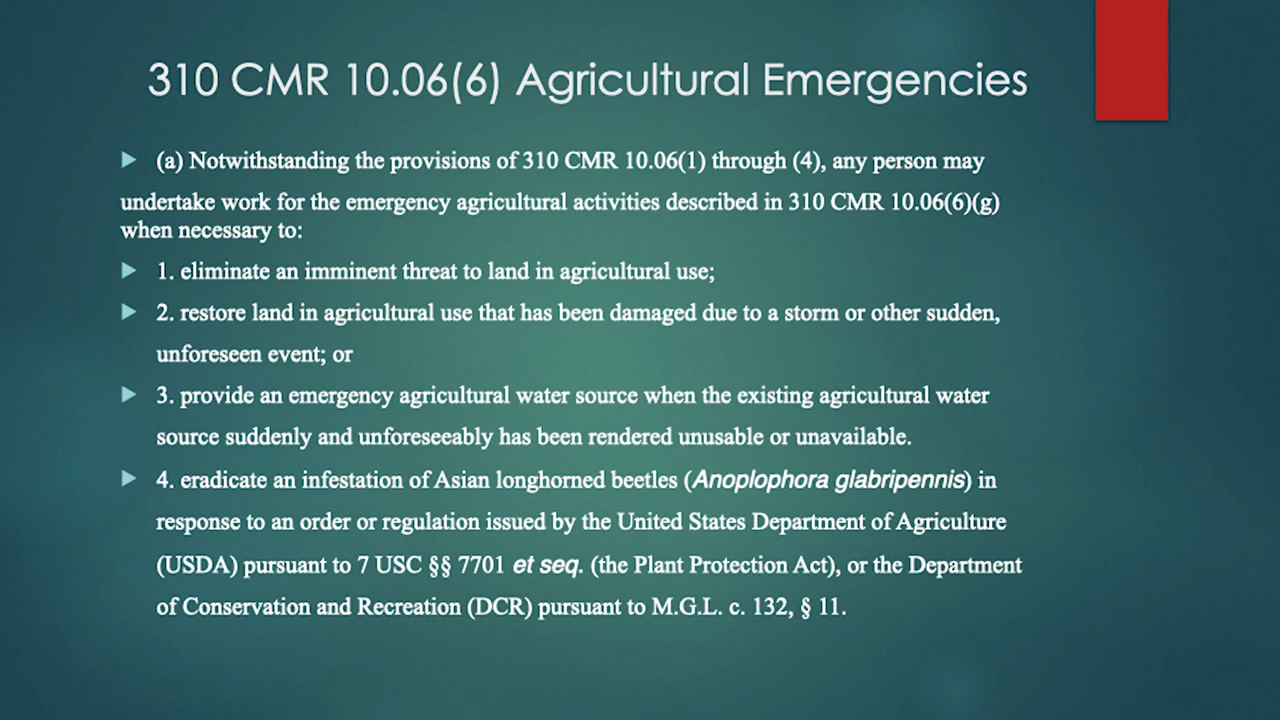 310 CMR 10.06(6) Agricultural Emergencies
(a) Notwithstanding the provisions of 310 CMR 10.06(1) through (4), any person may
undertake work for the emergency agricultural activities described in 310 CMR 10.06(6)(g)
when necessary to:
1. eliminate an imminent threat to land in agricultural use;
2. restore land in agricultural use that has been damaged due to a storm or other sudden,
unforeseen event; or
3. provide an emergency agricultural water source when the existing agricultural water
source suddenly and unforeseeably has been rendered unusable or unavailable.
4. eradicate an infestation of Asian longhorned beetles (Anoplophora glabripennis) in
response to an order or regulation issued by the United States Department of Agriculture
(USDA) pursuant to 7 USC §§ 7701 et seq. (the Plant Protection Act), or the Department
of Conservation and Recreation (DCR) pursuant to M.G.L. c. 132, § 11.